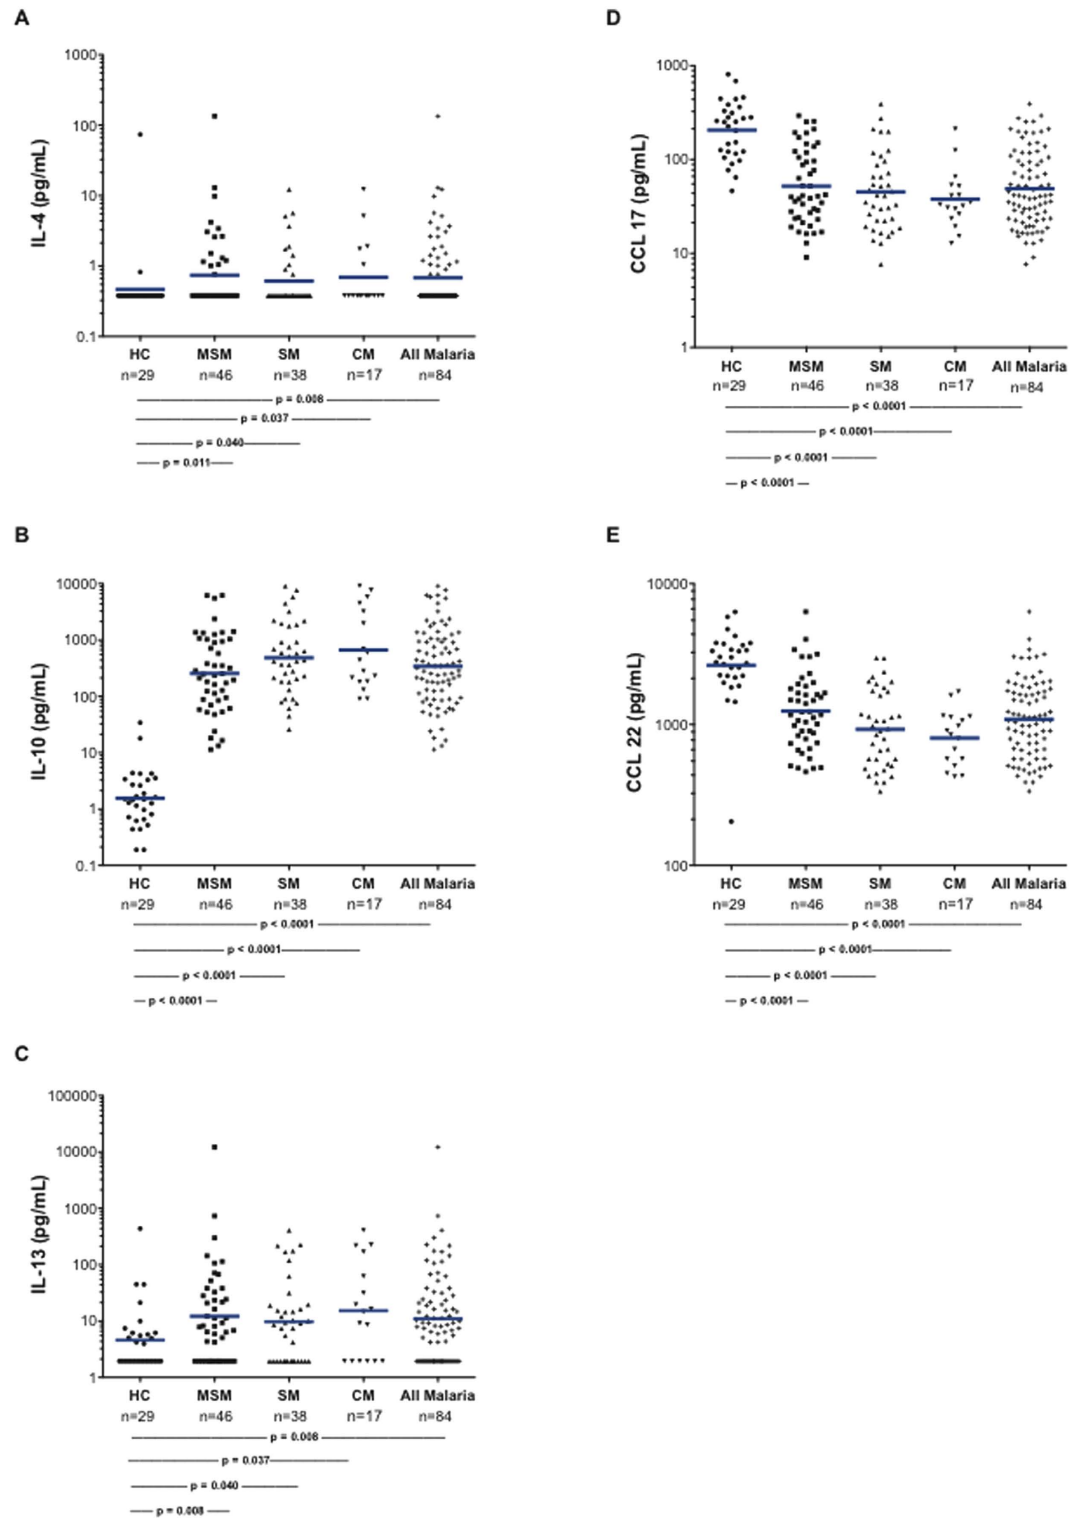 A
IL-4 (pg/mL)
1000
100
10
1
0.1
HC MSM SM CM All Malaria
n=29 n=46 n=38 n=17 n=84
p = 0.008
p = 0.037
p = 0.040
p = 0.011
B
IL-10 (pg/mL)
10000
1000
100
10
1
0.1
HC MSM SM CM All Malaria
n=29 n=46 n=38 n=17 n=84
p < 0.0001
p < 0.0001
p < 0.0001
p < 0.0001
C
IL-13 (pg/mL)
100000
10000
1000
100
10
1
HC MSM SM CM All Malaria
n=29 n=46 n=38 n=17 n=84
p = 0.008
p = 0.037
p = 0.040
p = 0.008
D
CCL 17 (pg/mL)
1000
100
10
1
HC MSM SM CM All Malaria
n=29 n=46 n=38 n=17 n=84
p < 0.0001
p < 0.0001
p < 0.0001
p < 0.0001
E
CCL 22 (pg/mL)
10000
1000
100
HC MSM SM CM All Malaria
n=29 n=46 n=38 n=17 n=84
p < 0.0001
p < 0.0001
p < 0.0001
p < 0.0001